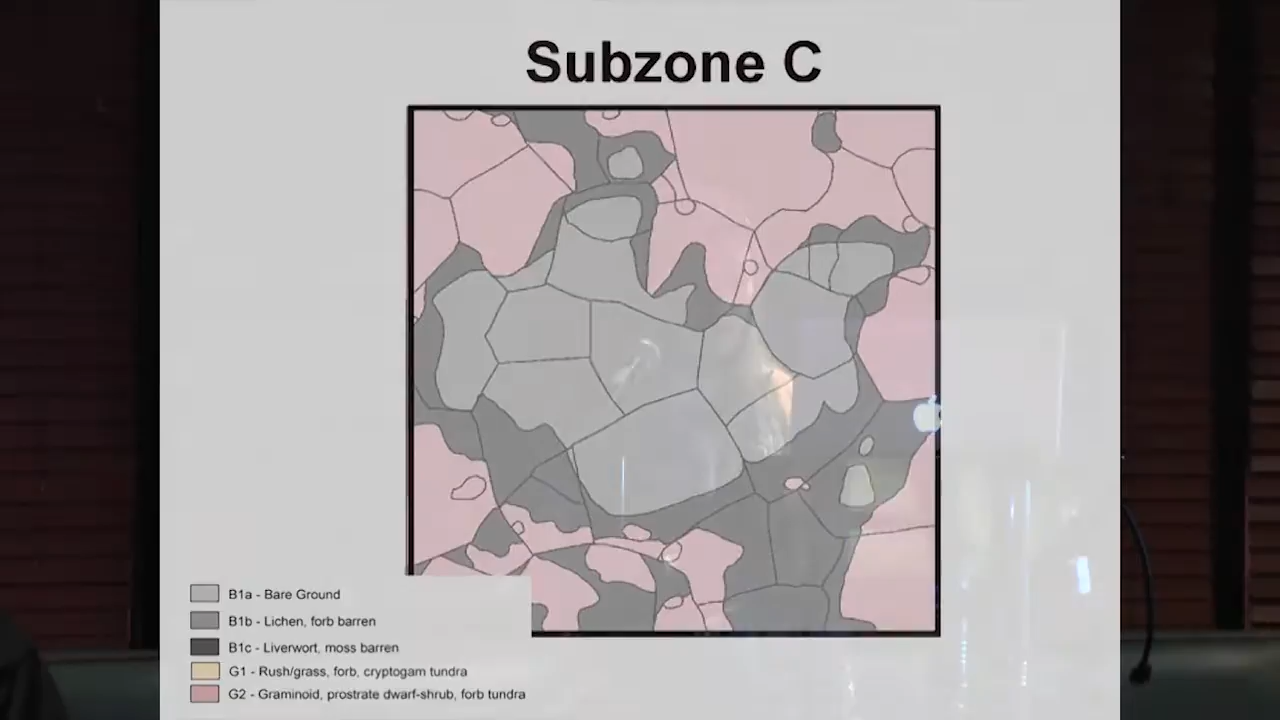 Subzone C
B1a - Bare Ground
B1b - Lichen, forb barren
B1c - Liverwort, moss barren
G1 - Rush/grass, forb, cryptogam tundra
G2 - Graminoid, prostrate dwarf-shrub, forb tundra